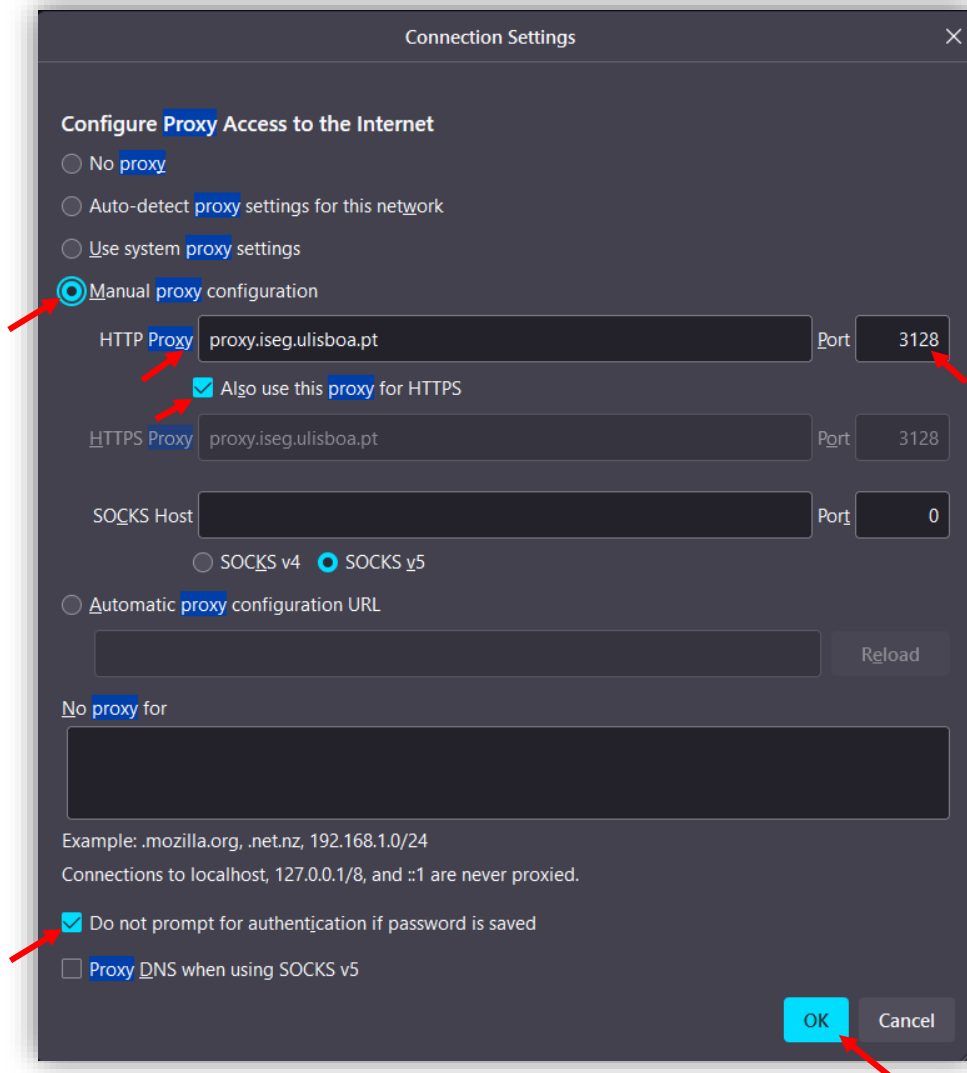 Connection Settings
Configure Proxy Access to the Internet
No proxy
Auto-detect proxy settings for this network
Use system proxy settings
Manual proxy configuration
HTTP Proxy proxy.iseg.ulisboa.pt Port 3128
Also use this proxy for HTTPS
HTTPS Proxy proxy.iseg.ulisboa.pt Port 3128
SOCKS Host Port 0
SOCKS v4 SOCKS v5
Automatic proxy configuration URL
Reload
No proxy for
Example: .mozilla.org, .net.nz, 192.168.1.0/24
Connections to localhost, 127.0.0.1/8, and ::1 are never proxied.
Do not prompt for authentication if password is saved
Proxy DNS when using SOCKS v5
OK Cancel